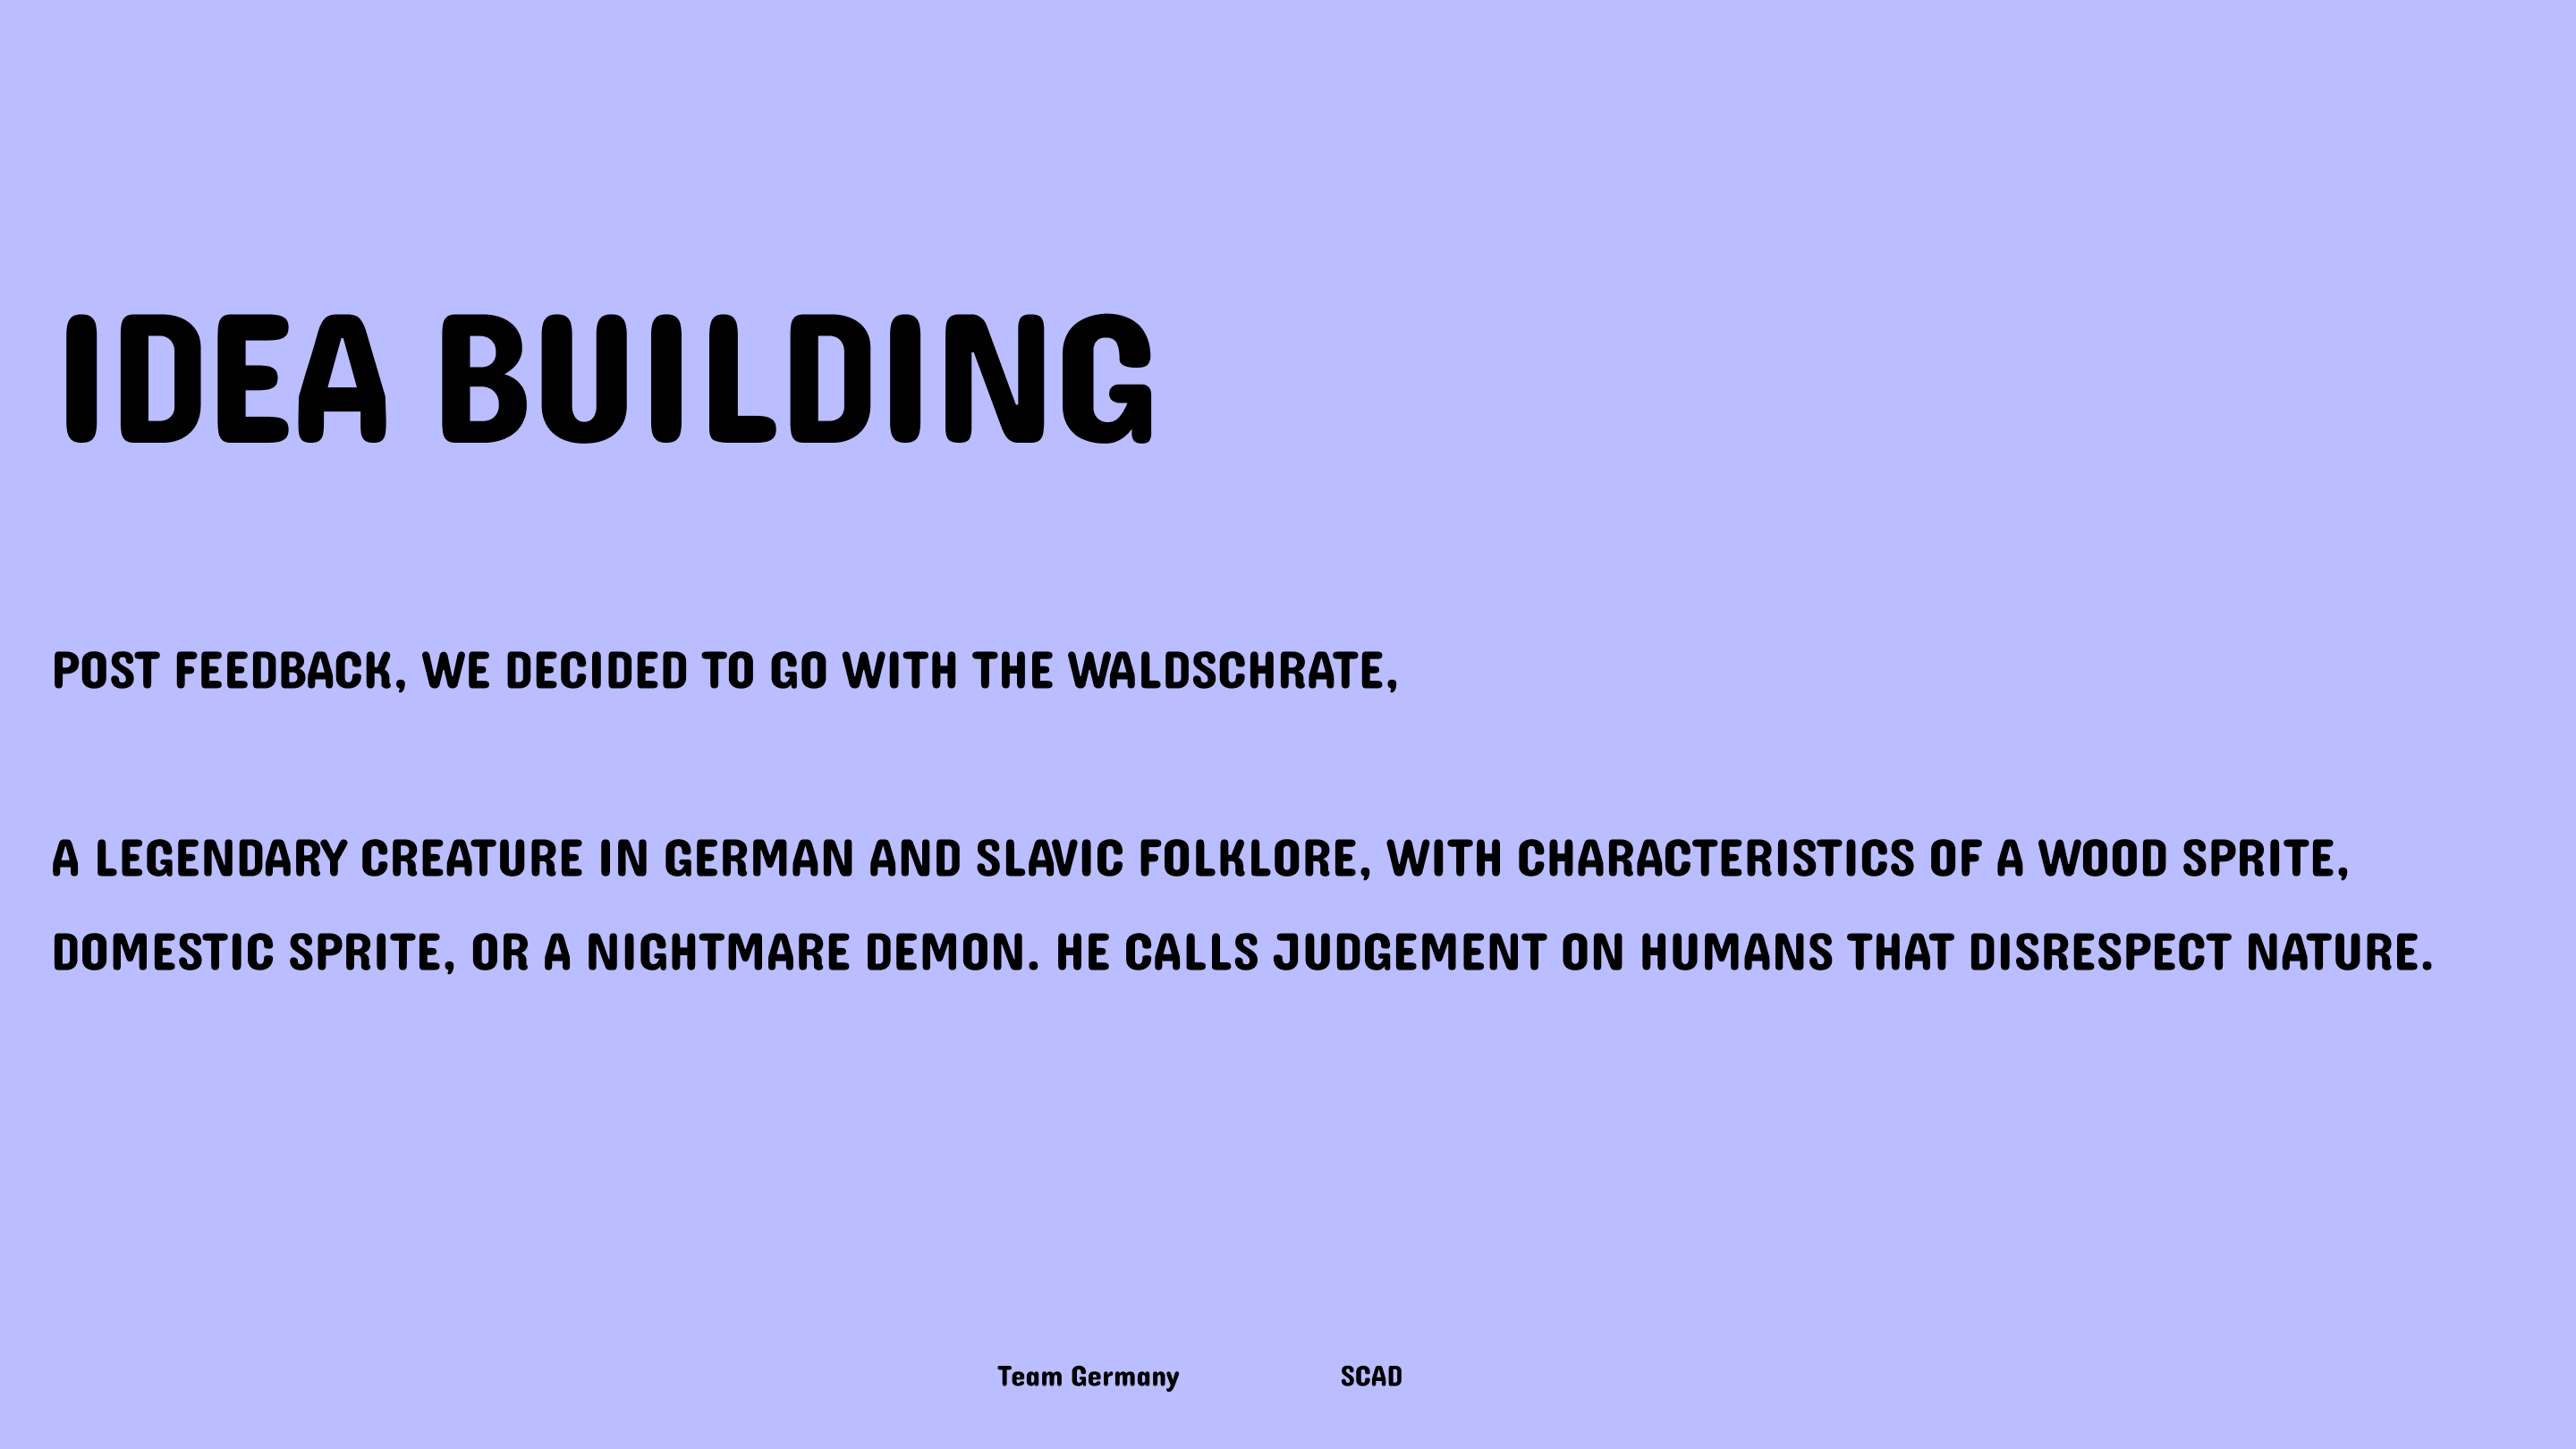 IDEA BUILDING
POST FEEDBACK, WE DECIDED TO GO WITH THE WALDSCHRATE,
A LEGENDARY CREATURE IN GERMAN AND SLAVIC FOLKLORE, WITH CHARACTERISTICS OF A WOOD SPRITE,
DOMESTIC SPRITE, OR A NIGHTMARE DEMON. HE CALLS JUDGEMENT ON HUMANS THAT DISRESPECT NATURE.
Team Germany SCAD